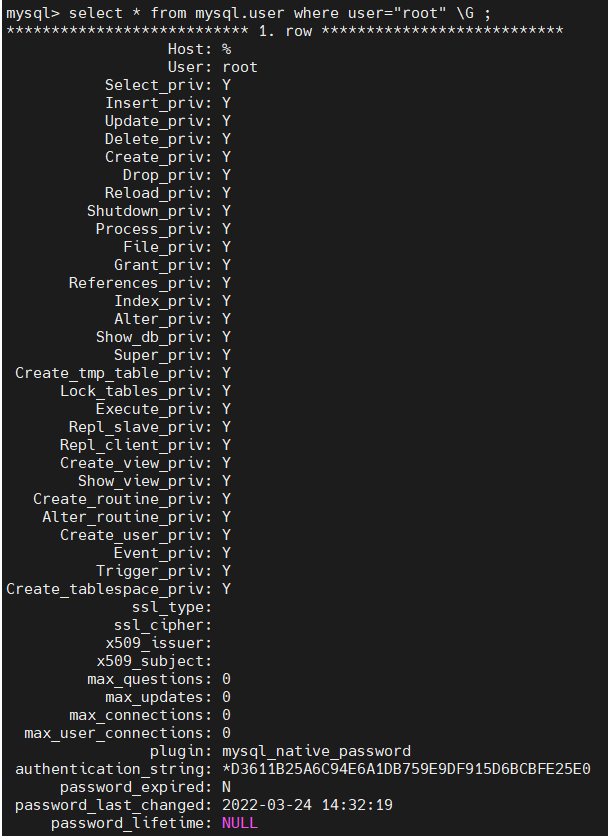 mysql> select * from mysql.user where user="root" \G ;
*************************** 1. row ***************************
Host: %
User: root
Select_priv: Y
Insert_priv: Y
Update_priv: Y
Delete_priv: Y
Create_priv: Y
Drop_priv: Y
Reload_priv: Y
Shutdown_priv: Y
Process_priv: Y
File_priv: Y
Grant_priv: Y
References_priv: Y
Index_priv: Y
Alter_priv: Y
Show_db_priv: Y
Super_priv: Y
Create_tmp_table_priv: Y
Lock_tables_priv: Y
Execute_priv: Y
Repl_slave_priv: Y
Repl_client_priv: Y
Create_view_priv: Y
Show_view_priv: Y
Create_routine_priv: Y
Alter_routine_priv: Y
Create_user_priv: Y
Event_priv: Y
Trigger_priv: Y
Create_tablespace_priv: Y
ssl_type:
ssl_cipher:
x509_issuer:
x509_subject:
max_questions: 0
max_updates: 0
max_connections: 0
max_user_connections: 0
plugin: mysql_native_password
authentication_string: *D3611B25A6C94E6A1DB759E9DF915D6BCBFE25E0
password_expired: N
password_last_changed: 2022-03-24 14:32:19
password_lifetime: NULL